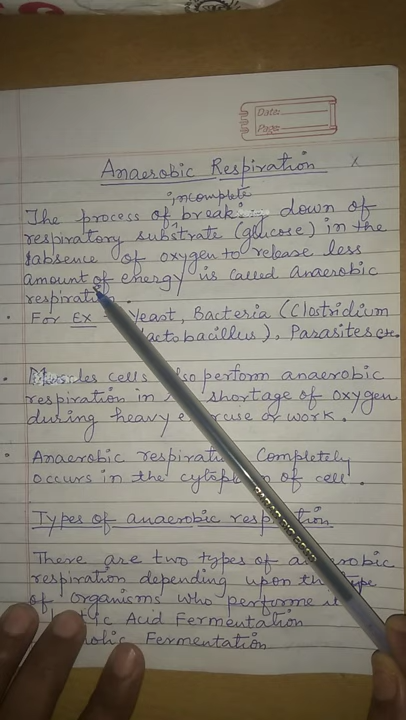 Date:
Page:
Anaerobic Respiration x
incomplete
The process of break down of
respiratory substrate (glucose) in the
absence of oxygen to release less
amount of energy is called anaerobic
respiration.
• For Ex Yeast, Bacteria (Clostridium
Lactobacillus), Parasites etc.
• Muscles cells also perform anaerobic
respiration in shortage of oxygen
during heavy or work.
• Anaerobic Completely
occurs in the of cell.
Types of anaerobic
There are two types of
respiration depending upon the type
of organisms who performe
Acid Fermentation
Fermentation